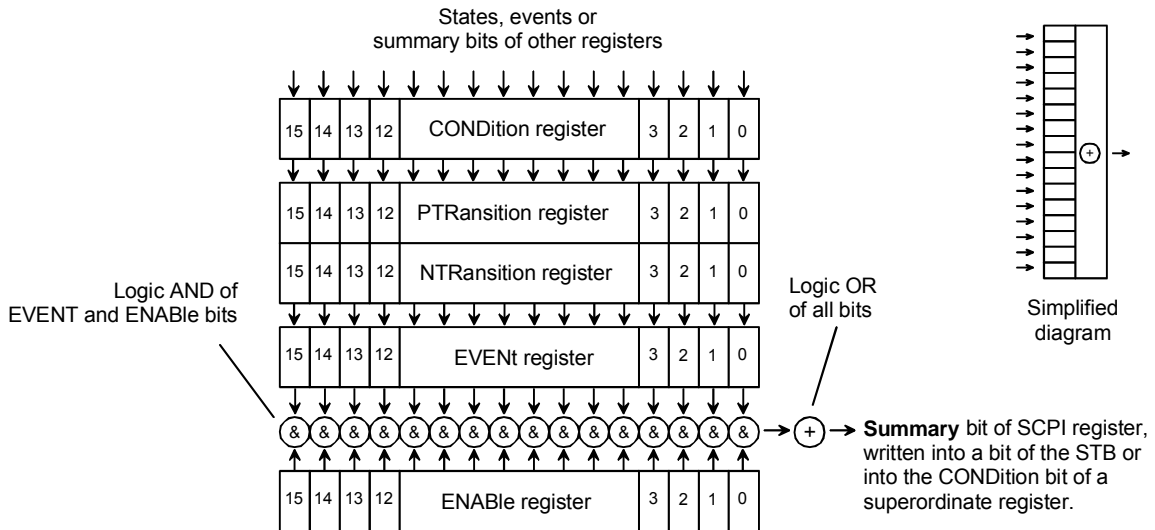 States, events or
summary bits of other registers
15 14 13 12 CONDition register 3 2 1 0
15 14 13 12 PTRansition register 3 2 1 0
15 14 13 12 NTRansition register 3 2 1 0
Logic AND of
EVENT and ENABle bits
Logic OR
of all bits
Simplified
diagram
15 14 13 12 EVENt register 3 2 1 0
& & & & & & & & & & & & & & & & +
Summary bit of SCPI register,
written into a bit of the STB or
into the CONDition bit of a
superordinate register.
15 14 13 12 ENABle register 3 2 1 0
+